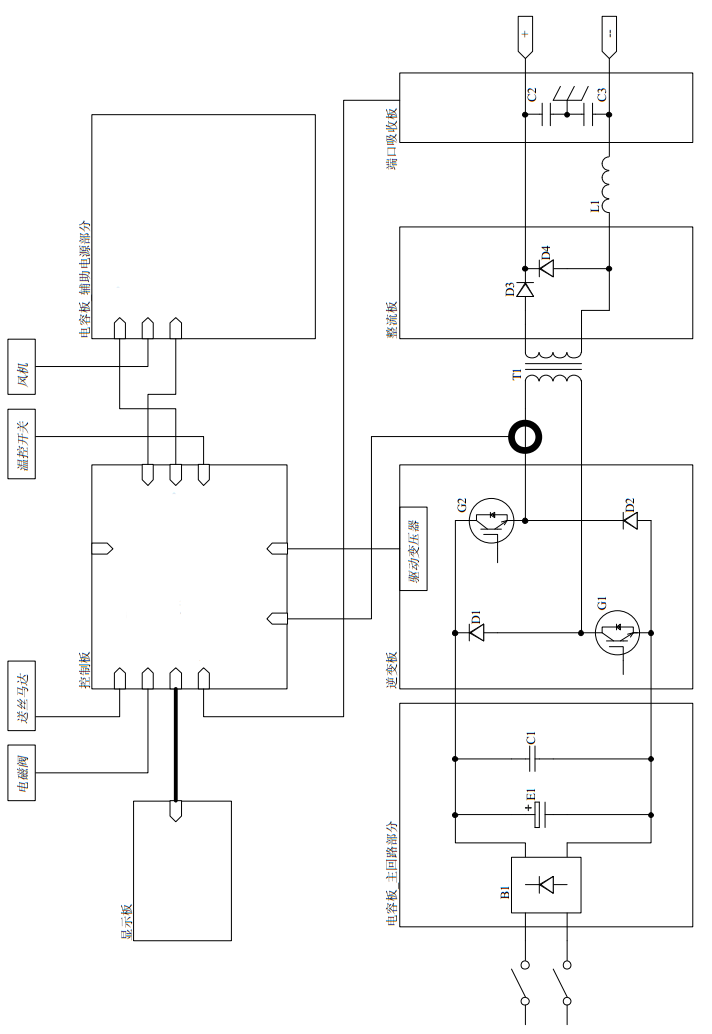 +
--
C2
C3
端口吸收板
L1
电容板_辅助电源部分
D4
D3
整流板
风机
T1
温控开关
G2
D2
驱动变压器
G1
D1
控制板
逆变板
送丝马达
电磁阀
C1
+
E1
电容板_主回路部分
B1
显示板